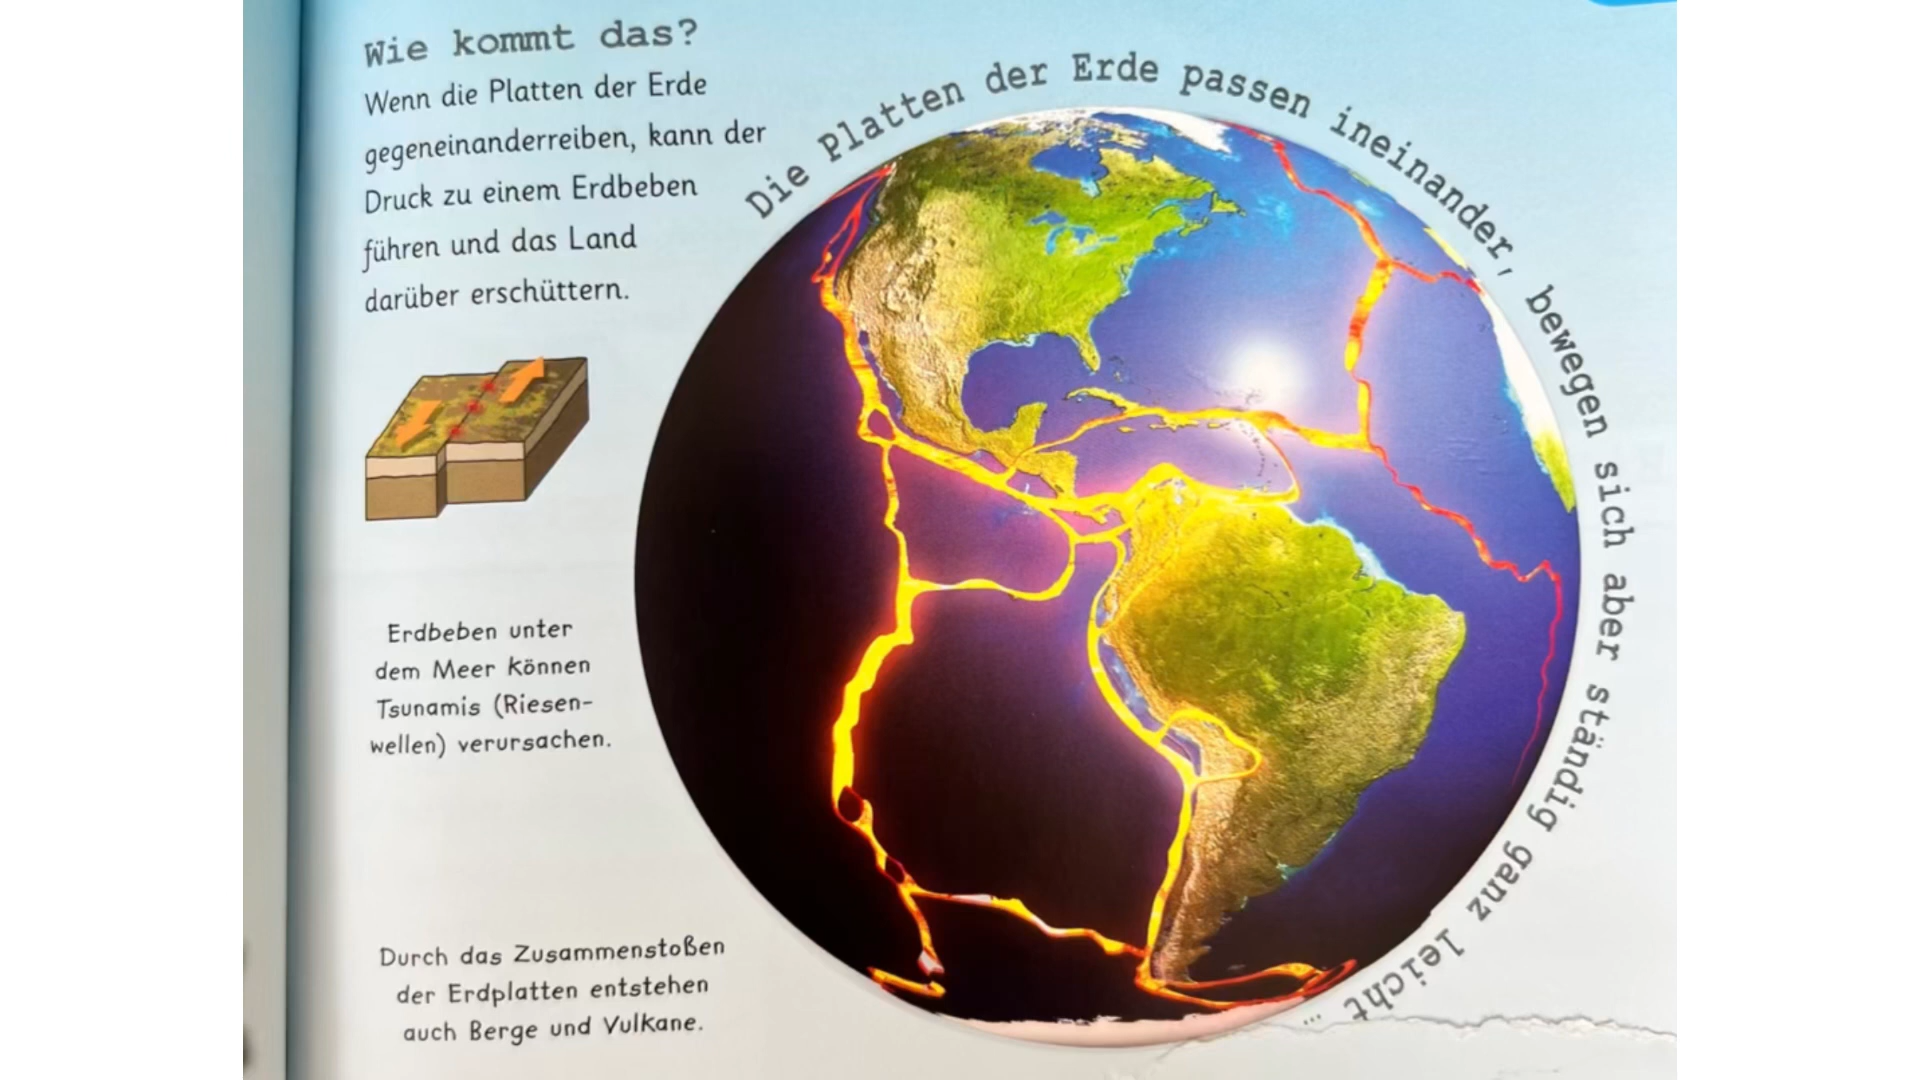 Wie kommt das?
Wenn die Platten der Erde
gegeneinanderreiben, kann der
Druck zu einem Erdbeben
führen und das Land
darüber erschüttern.
Die Platten der Erde passen ineinander, bewegen sich aber ständig ganz leicht ...
Erdbeben unter
dem Meer können
Tsunamis (Riesen-
wellen) verursachen.
Durch das Zusammenstoßen
der Erdplatten entstehen
auch Berge und Vulkane.